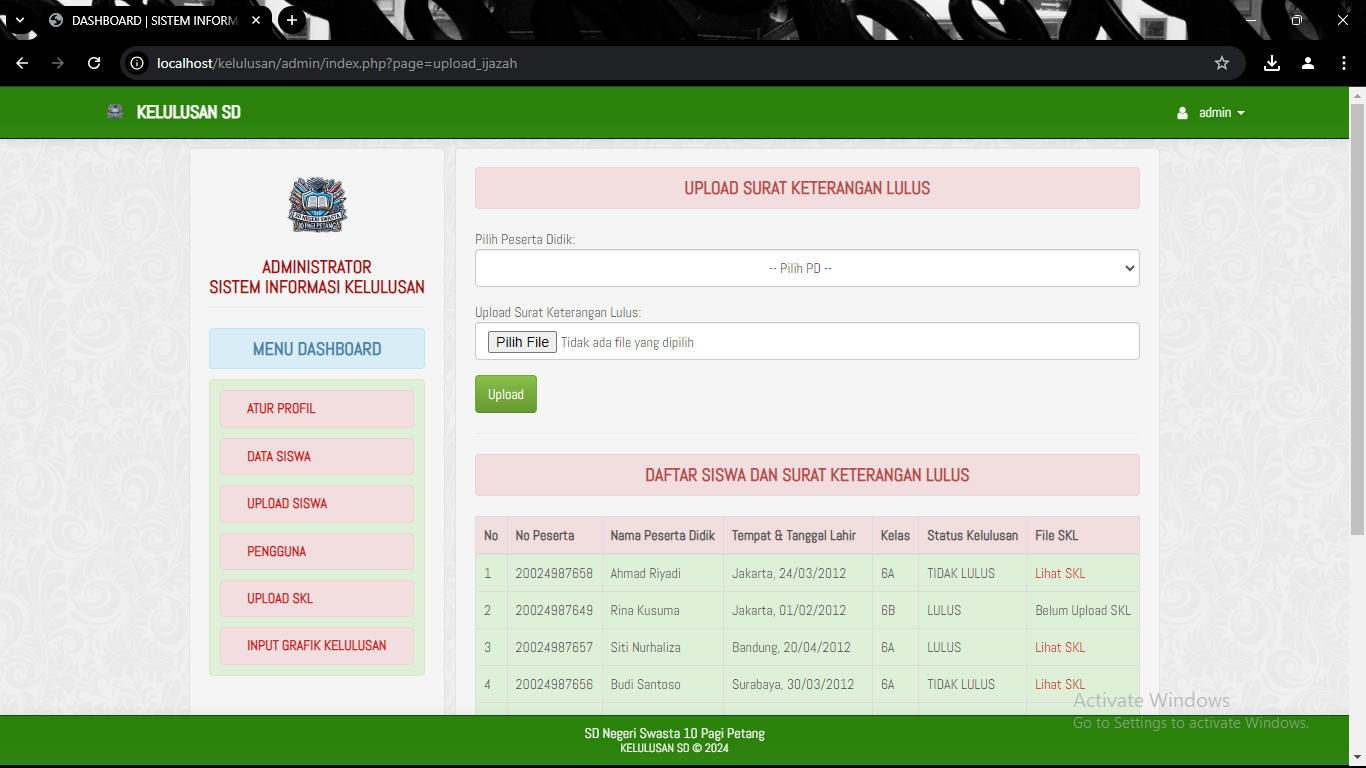 DASHBOARD | SISTEM INFORM
localhost/kelulusan/admin/index.php?page=upload_ijazah
KELULUSAN SD
admin
SD NEGERI SWASTA
10 PAGI PETANG
ADMINISTRATOR
SISTEM INFORMASI KELULUSAN
MENU DASHBOARD
ATUR PROFIL
DATA SISWA
UPLOAD SISWA
PENGGUNA
UPLOAD SKL
INPUT GRAFIK KELULUSAN
UPLOAD SURAT KETERANGAN LULUS
Pilih Peserta Didik:
-- Pilih PD --
Upload Surat Keterangan Lulus:
Pilih File Tidak ada file yang dipilih
Upload
DAFTAR SISWA DAN SURAT KETERANGAN LULUS
No No Peserta Nama Peserta Didik Tempat & Tanggal Lahir Kelas Status Kelulusan File SKL
1 20024987658 Ahmad Riyadi Jakarta, 24/03/2012 6A TIDAK LULUS Lihat SKL
2 20024987649 Rina Kusuma Jakarta, 01/02/2012 6B LULUS Belum Upload SKL
3 20024987657 Siti Nurhaliza Bandung, 20/04/2012 6A LULUS Lihat SKL
4 20024987656 Budi Santoso Surabaya, 30/03/2012 6A TIDAK LULUS Lihat SKL
Activate Windows
Go to Settings to activate Windows.
SD Negeri Swasta 10 Pagi Petang
KELULUSAN SD © 2024